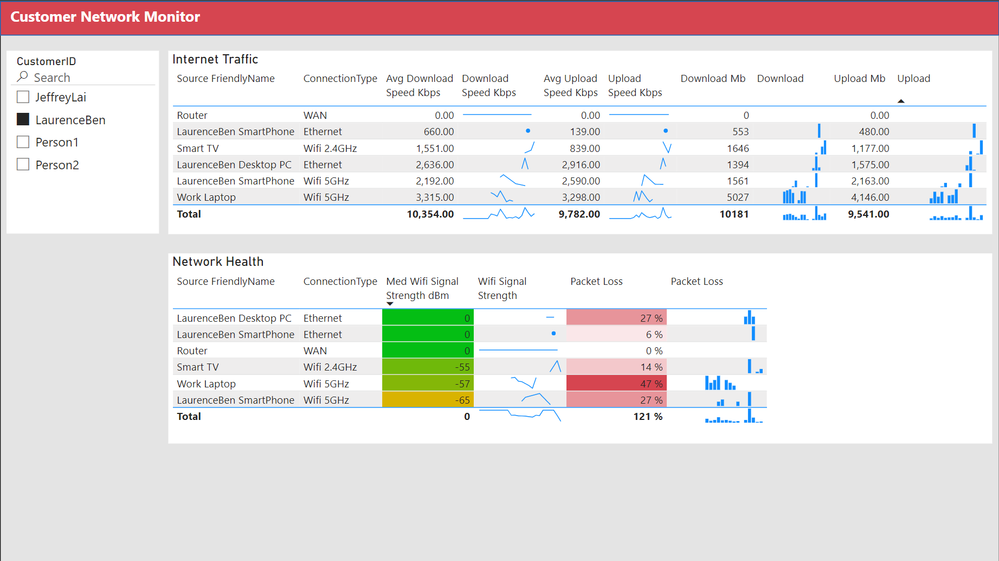 Customer Network Monitor
CustomerID
Search
JeffreyLai
LaurenceBen
Person1
Person2
Internet Traffic
Source FriendlyName ConnectionType Avg Download Speed Kbps Download Speed Kbps Avg Upload Speed Kbps Upload Speed Kbps Download Mb Download Upload Mb Upload
Router WAN 0.00 0.00 0 0.00
LaurenceBen SmartPhone Ethernet 660.00 139.00 553 480.00
Smart TV Wifi 2.4GHz 1,551.00 839.00 1646 1,177.00
LaurenceBen Desktop PC Ethernet 2,636.00 2,916.00 1394 1,575.00
LaurenceBen SmartPhone Wifi 5GHz 2,192.00 2,590.00 1561 2,163.00
Work Laptop Wifi 5GHz 3,315.00 3,298.00 5027 4,146.00
Total 10,354.00 9,782.00 10181 9,541.00
Network Health
Source FriendlyName ConnectionType Med Wifi Signal Strength dBm Wifi Signal Strength Packet Loss Packet Loss
LaurenceBen Desktop PC Ethernet 0 27 %
LaurenceBen SmartPhone Ethernet 0 6 %
Router WAN 0 0 %
Smart TV Wifi 2.4GHz -55 14 %
Work Laptop Wifi 5GHz -57 47 %
LaurenceBen SmartPhone Wifi 5GHz -65 27 %
Total 0 121 %